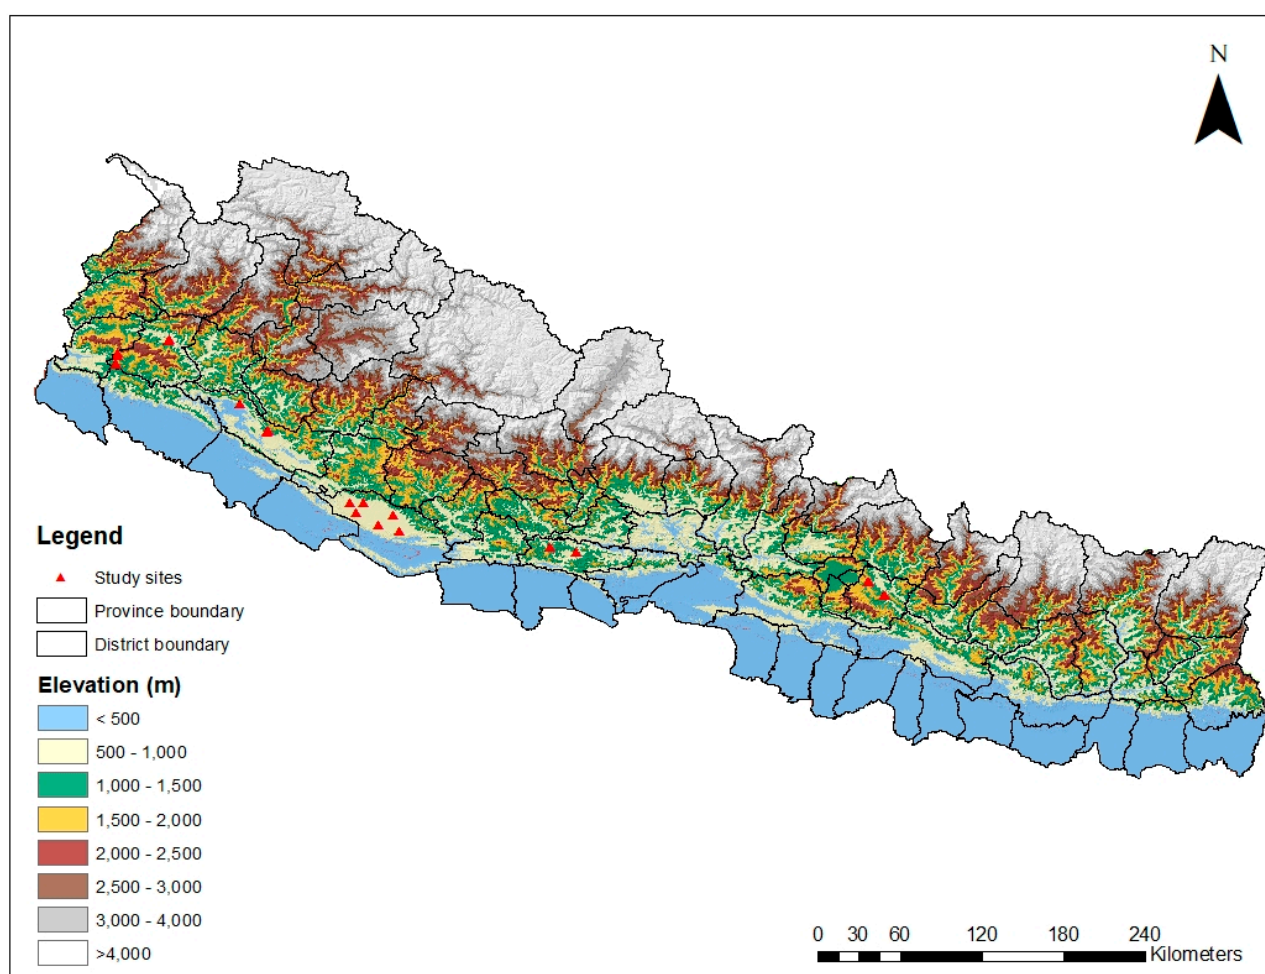 N
Legend
Study sites
Province boundary
District boundary
Elevation (m)
< 500
500 - 1,000
1,000 - 1,500
1,500 - 2,000
2,000 - 2,500
2,500 - 3,000
3,000 - 4,000
>4,000
0 30 60 120 180 240
Kilometers